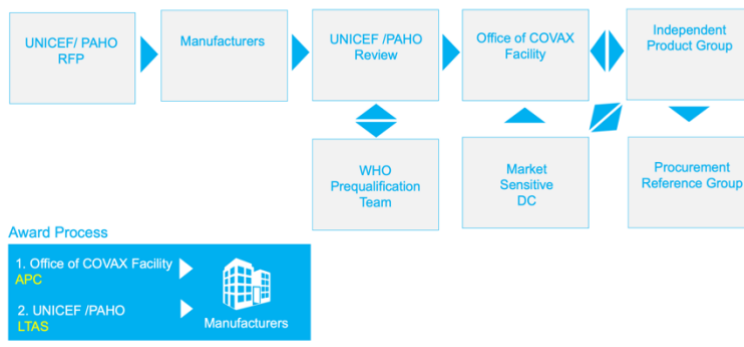 UNICEF/ PAHO
RFP
Manufacturers
UNICEF /PAHO
Review
Office of COVAX
Facility
Independent
Product Group
WHO
Prequalification
Team
Market
Sensitive
DC
Procurement
Reference Group
Award Process
1. Office of COVAX Facility
APC
2. UNICEF /PAHO
LTAS
Manufacturers